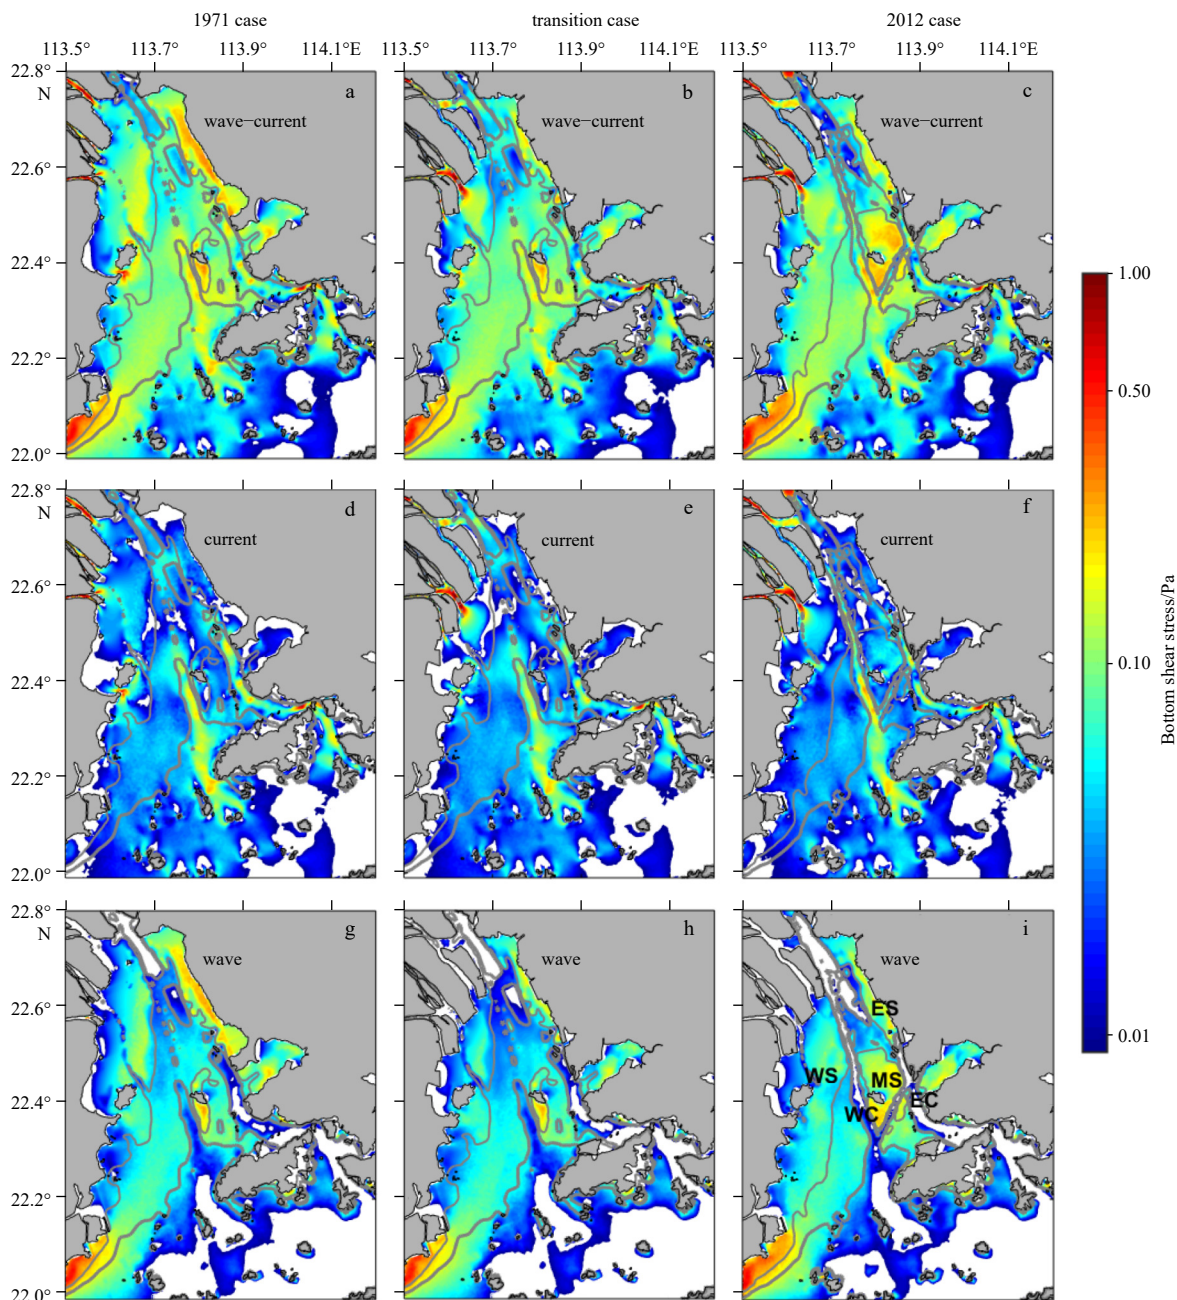 1971 case transition case 2012 case
113.5° 113.7° 113.9° 114.1°E 113.5° 113.7° 113.9° 114.1°E 113.5° 113.7° 113.9° 114.1°E
22.8°
N a b c
wave−current wave−current wave−current
22.6°
22.4°
22.2°
22.0°
1.00
0.50
0.10
0.01
Bottom shear stress/Pa
22.8°
N d e f
current current current
22.6°
22.4°
22.2°
22.0°
22.8°
N g h i
wave wave wave
22.6°
ES
WS MS
22.4° EC
WC
22.2°
22.0°